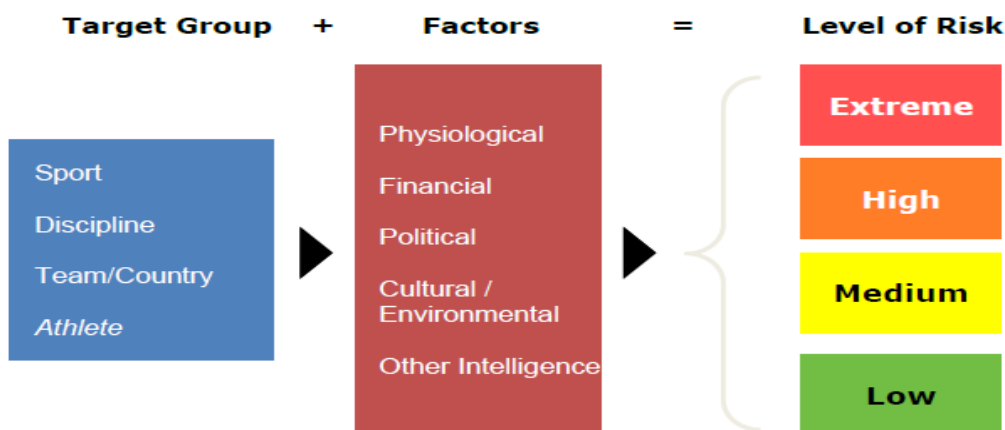 Target Group + Factors = Level of Risk
Sport
Discipline
Team/Country
Athlete
Physiological
Financial
Political
Cultural /
Environmental
Other Intelligence
Extreme
High
Medium
Low